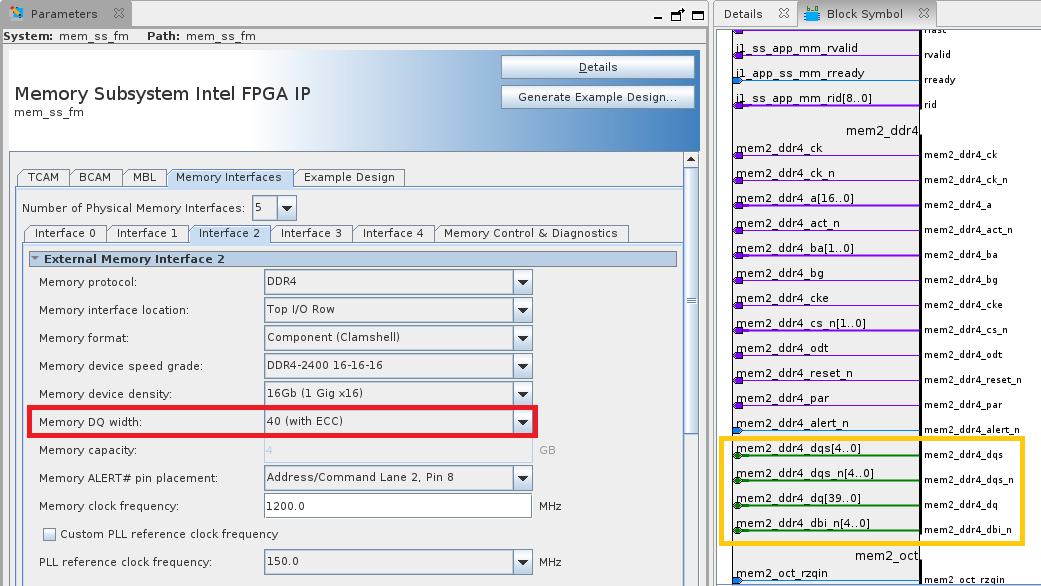 Parameters
System: mem_ss_fm Path: mem_ss_fm
Memory Subsystem Intel FPGA IP
mem_ss_fm
Details
Generate Example Design...
TCAM BCAM MBL Memory Interfaces Example Design
Number of Physical Memory Interfaces: 5
Interface 0 Interface 1 Interface 2 Interface 3 Interface 4 Memory Control & Diagnostics
External Memory Interface 2
Memory protocol: DDR4
Memory interface location: Top I/O Row
Memory format: Component (Clamshell)
Memory device speed grade: DDR4-2400 16-16-16
Memory device density: 16Gb (1 Gig x16)
Memory DQ width: 40 (with ECC)
Memory capacity: 4 GB
Memory ALERT# pin placement: Address/Command Lane 2, Pin 8
Memory clock frequency: 1200.0 MHz
Custom PLL reference clock frequency
PLL reference clock frequency: 150.0 MHz
Details Block Symbol
rlast
i1_ss_app_mm_rvalid rvalid
i1_app_ss_mm_rready rready
i1_ss_app_mm_rid[8..0] rid
mem2_ddr4
mem2_ddr4_ck mem2_ddr4_ck
mem2_ddr4_ck_n mem2_ddr4_ck_n
mem2_ddr4_a[16..0] mem2_ddr4_a
mem2_ddr4_act_n mem2_ddr4_act_n
mem2_ddr4_ba[1..0] mem2_ddr4_ba
mem2_ddr4_bg mem2_ddr4_bg
mem2_ddr4_cke mem2_ddr4_cke
mem2_ddr4_cs_n[1..0] mem2_ddr4_cs_n
mem2_ddr4_odt mem2_ddr4_odt
mem2_ddr4_reset_n mem2_ddr4_reset_n
mem2_ddr4_par mem2_ddr4_par
mem2_ddr4_alert_n mem2_ddr4_alert_n
mem2_ddr4_dqs[4..0] mem2_ddr4_dqs
mem2_ddr4_dqs_n[4..0] mem2_ddr4_dqs_n
mem2_ddr4_dq[39..0] mem2_ddr4_dq
mem2_ddr4_dbi_n[4..0] mem2_ddr4_dbi_n
mem2_oct
mem2_oct_rzqin mem2_oct_rzqin